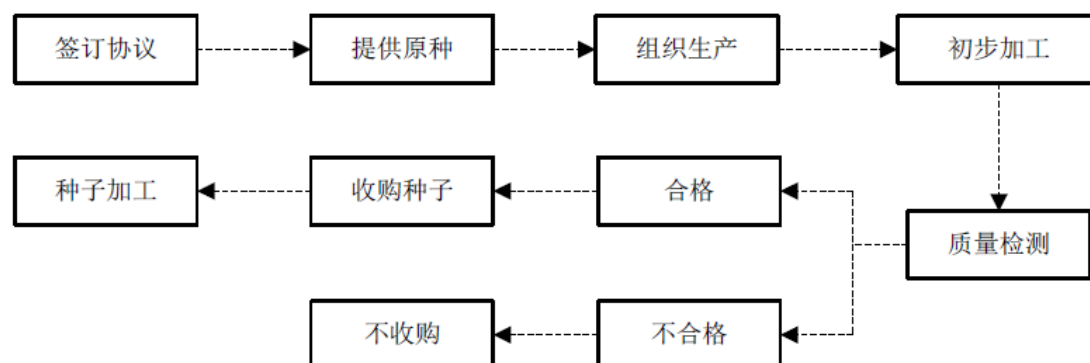 签订协议
提供原种
组织生产
初步加工
种子加工
收购种子
合格
质量检测
不收购
不合格